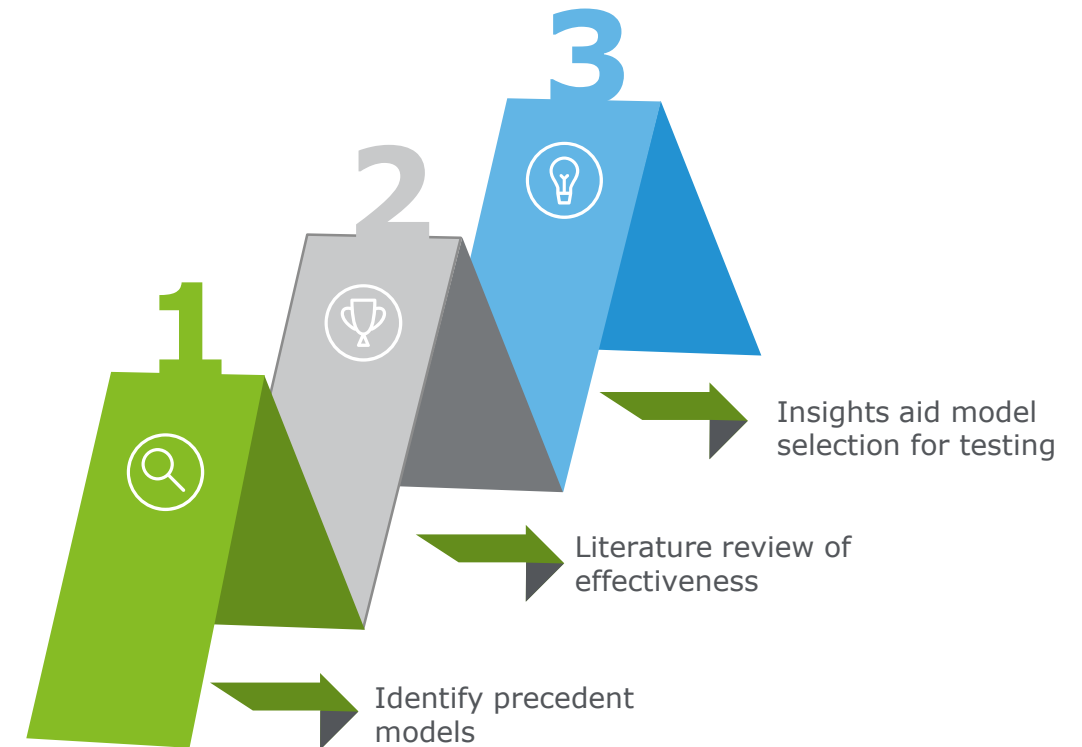 1
Identify precedent
models
2
Literature review of
effectiveness
3
Insights aid model
selection for testing